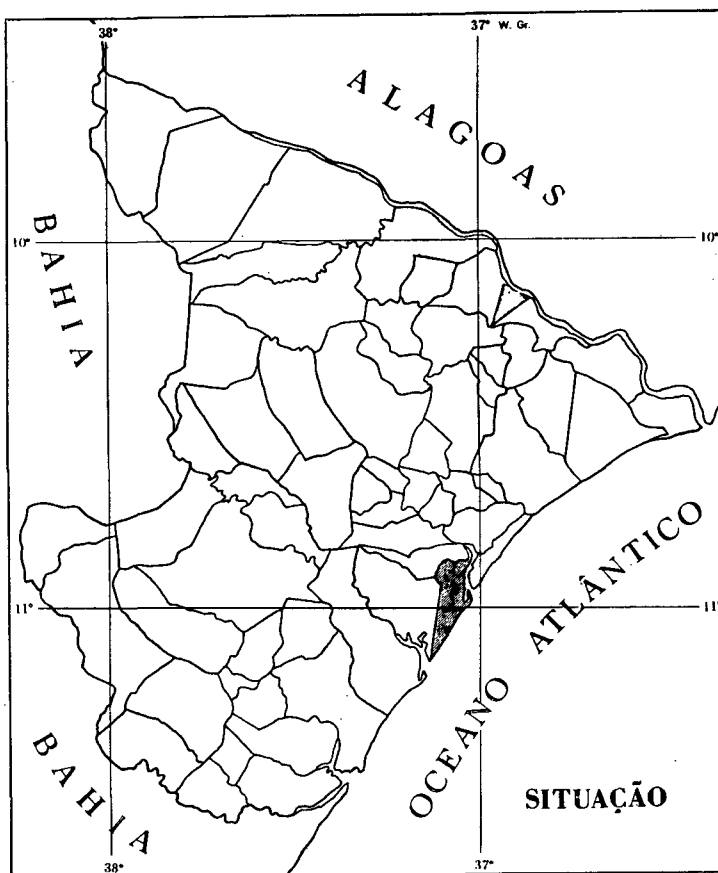 38°
37° W. Gr.
ALAGOAS
10°
10°
BAHIA
11°
11°
OCEANO ATLÂNTICO
BAHIA
SITUAÇÃO
38°
37°